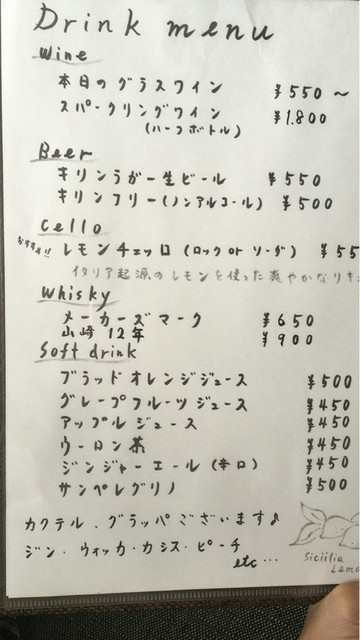 Drink menu
Wine
本日のグラスワイン ¥550～
スパークリングワイン ¥1.800
(ハーフボトル)
Beer
キリンラガー生ビール ¥550
キリンフリー(ノンアルコール) ¥500
Cello
おすすめ!! レモンチェッロ (ロック or ソーダ) ¥55
イタリア起源のレモンを使った爽やかなリキ
Whisky
メーカーズマーク ¥650
山崎 12年 ¥900
Soft drink
ブラッドオレンジジュース ¥500
グレープフルーツジュース ¥450
アップルジュース ¥450
ウーロン茶 ¥450
ジンジャーエール (辛口) ¥450
サンペレグリノ ¥500
カクテル.グラッパございます♪
ジン・ウォッカ・カシス・ピーチ
etc…
Siciilia
Lemo